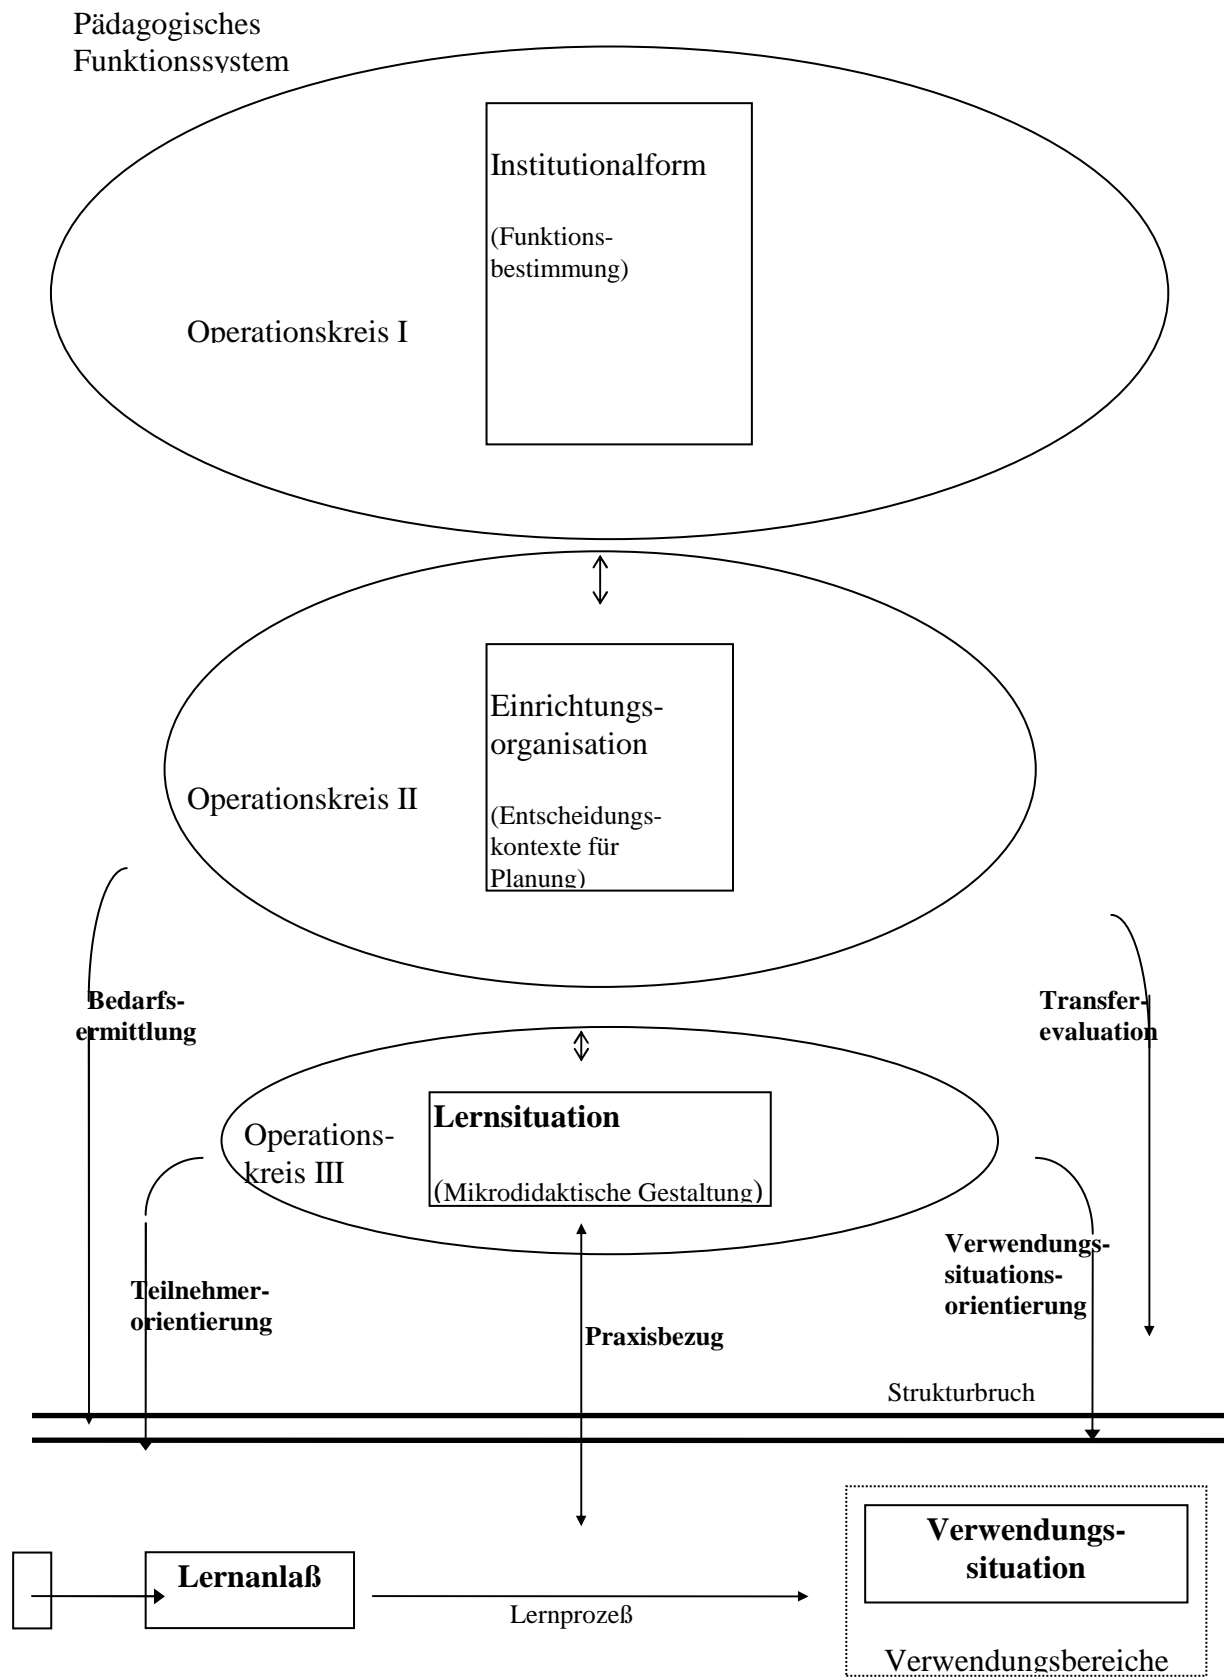 Pädagogisches
Funktionssystem
Institutionalform
(Funktions-
bestimmung)
Operationskreis I
Einrichtungs-
organisation
Operationskreis II
(Entscheidungs-
kontexte für
Planung)
Bedarfs-
ermittlung
Transfer-
evaluation
Lernsituation
Operations-
kreis III
(Mikrodidaktische Gestaltung)
Verwendungs-
situations-
orientierung
Teilnehmer-
orientierung
Praxisbezug
Strukturbruch
Verwendungs-
situation
Lernanlaß
Lernprozeß
Verwendungsbereiche